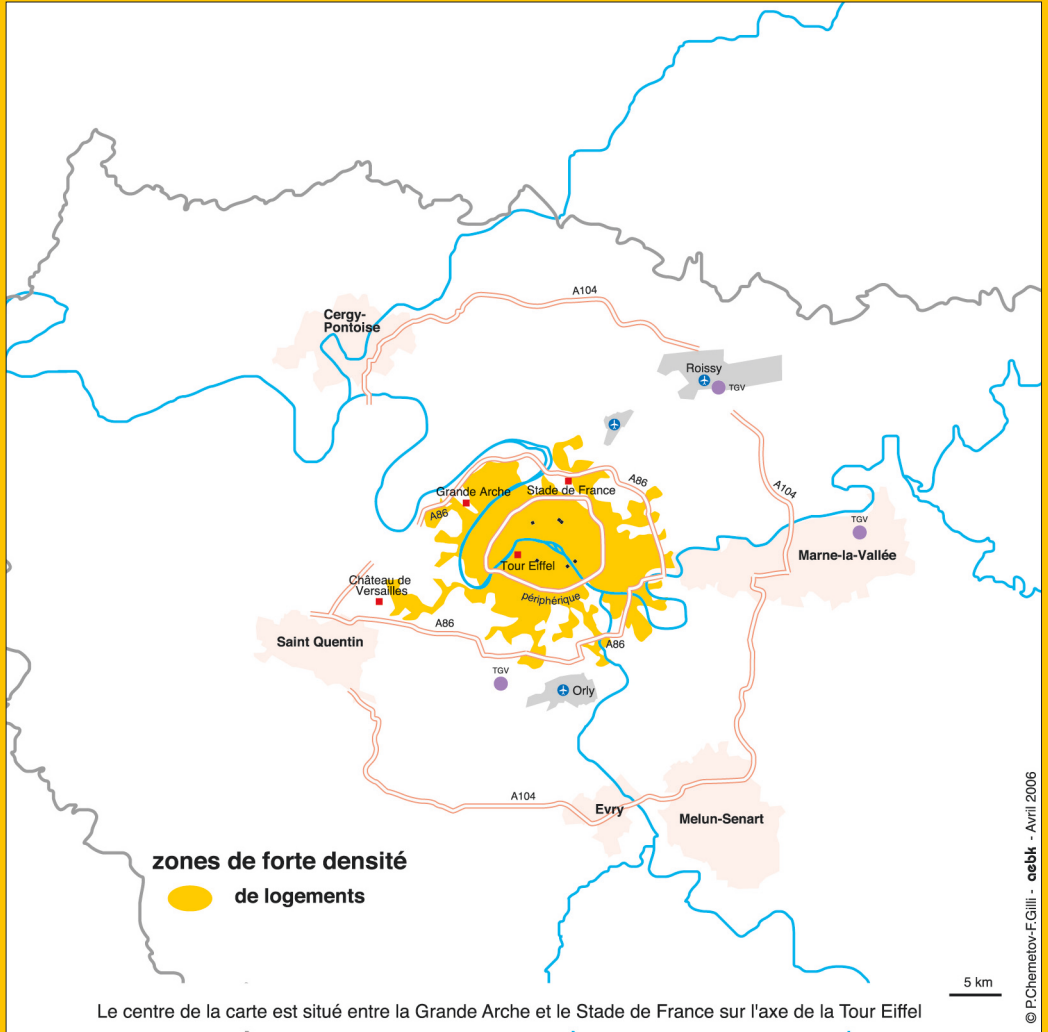 A104
Cergy-
Pontoise
Roissy
TGV
A86
Grande Arche
Stade de France
A86
A104
TGV
Marne-la-Vallée
Tour Eiffel
Château de
Versailles
périphérique
A86
A86
Saint Quentin
TGV
Orly
A104
Evry
Melun-Senart
zones de forte densité
de logements
5 km
Le centre de la carte est situé entre la Grande Arche et le Stade de France sur l'axe de la Tour Eiffel
© P.Chemetov-F.Gilli - aebk - Avril 2006